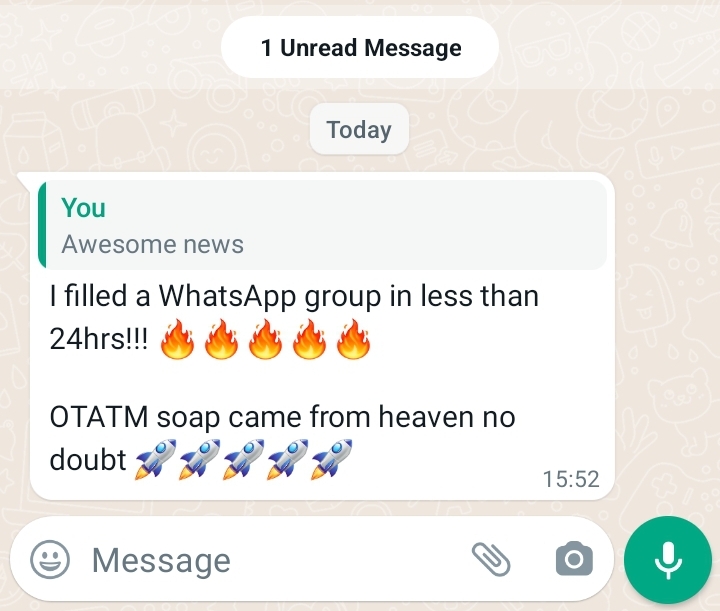 1 Unread Message
Today
You
Awesome news
I filled a WhatsApp group in less than
24hrs!!! 🔥🔥🔥🔥🔥
OTATM soap came from heaven no
doubt 🚀🚀🚀🚀🚀
15:52
Message